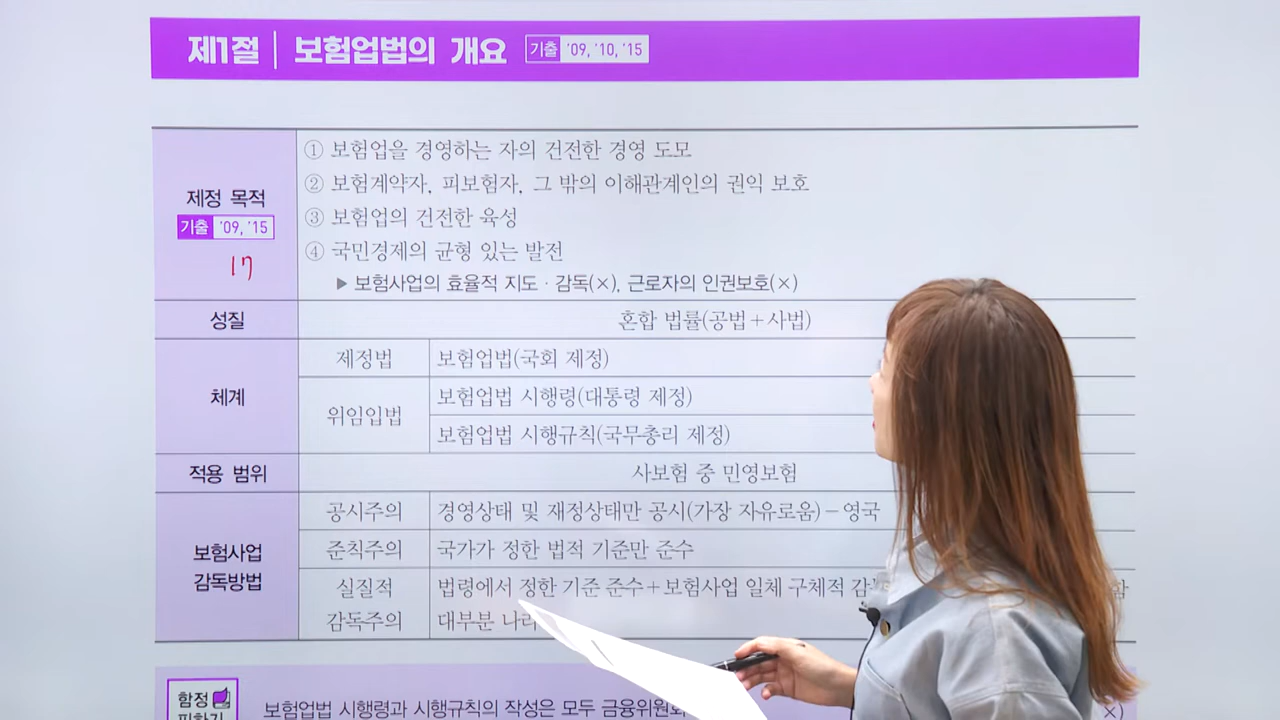 제1절 | 보험업법의 개요 기출 '09, '10, '15
제정 목적
기출 '09, '15
17
① 보험업을 경영하는 자의 건전한 경영 도모
② 보험계약자, 피보험자, 그 밖의 이해관계인의 권익 보호
③ 보험업의 건전한 육성
④ 국민경제의 균형 있는 발전
▶ 보험사업의 효율적 지도·감독(×), 근로자의 인권보호(×)
성질
혼합 법률(공법+사법)
체계
제정법
보험업법(국회 제정)
위임입법
보험업법 시행령(대통령 제정)
보험업법 시행규칙(국무총리 제정)
적용 범위
사보험 중 민영보험
보험사업
감독방법
공시주의
경영상태 및 재정상태만 공시(가장 자유로움)-영국
준칙주의
국가가 정한 법적 기준만 준수
실질적
감독주의
법령에서 정한 기준 준수+보험사업 일체 구체적
대부분
함정
피하기
보험업법 시행령과 시행규칙의 작성은 모두 금융위원회
×)